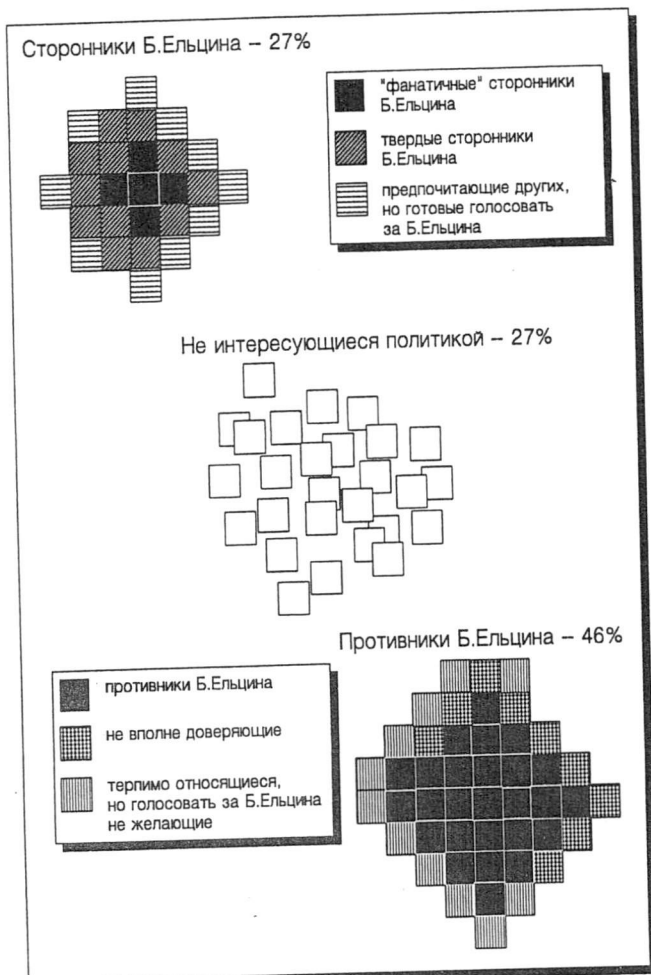 Сторонники Б.Ельцина – 27%
"фанатичные" сторонники
Б.Ельцина
твердые сторонники
Б.Ельцина
предпочитающие других,
но готовые голосовать
за Б.Ельцина
Не интересующиеся политикой – 27%
Противники Б.Ельцина – 46%
противники Б.Ельцина
не вполне доверяющие
терпимо относящиеся,
но голосовать за Б.Ельцина
не желающие